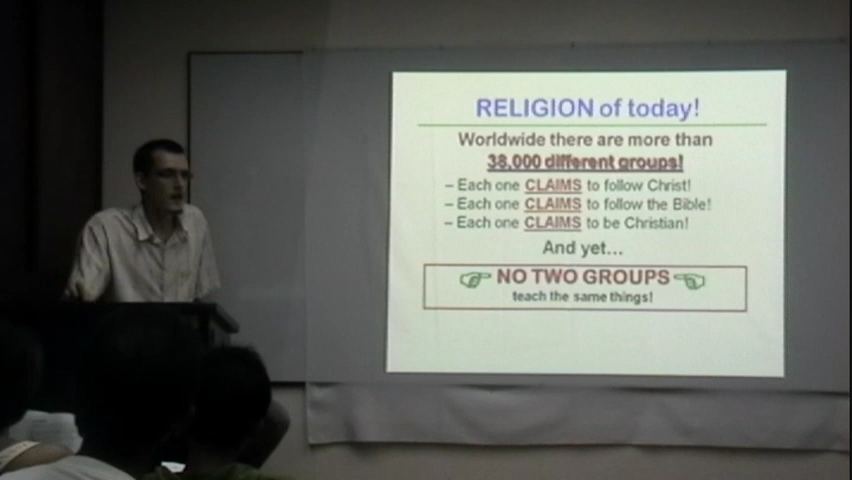 RELIGION of today!
Worldwide there are more than
38,000 different groups!
– Each one CLAIMS to follow Christ!
– Each one CLAIMS to follow the Bible!
– Each one CLAIMS to be Christian!
And yet...
NO TWO GROUPS
teach the same things!